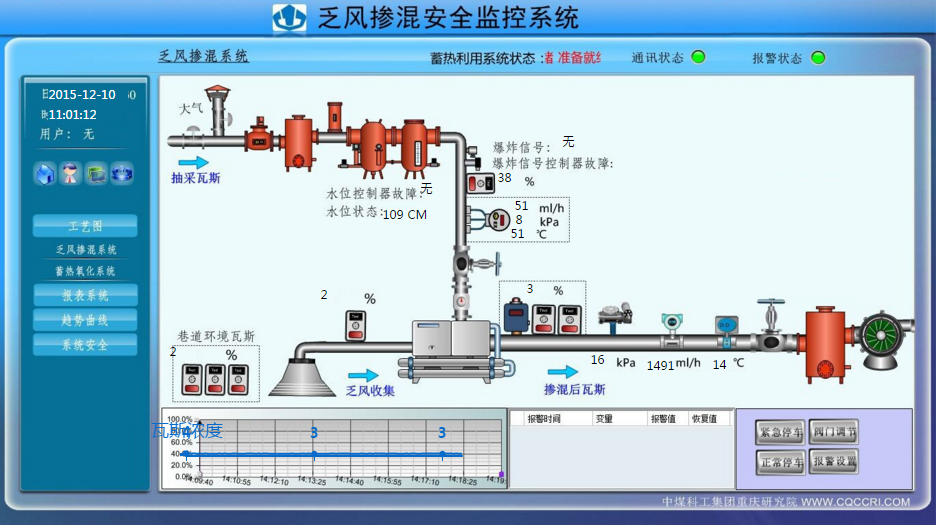 乏风掺混安全监控系统
乏风掺混系统
蓄热利用系统状态：准备就绪
通讯状态
报警状态
2015-12-10
11:01:12
用户： 无
工艺图
乏风掺混系统
蓄热氧化系统
报表系统
趋势曲线
系统安全
大气
抽采瓦斯
爆炸信号： 无
爆炸信号控制器故障:
38 %
水位控制器故障:无
水位状态:109 CM
51 ml/h
8 kPa
51 ℃
2 %
3 %
巷道环境瓦斯
2 %
乏风收集
掺混后瓦斯
16 kPa
1491 ml/h
14 ℃
瓦斯浓度
100.0%
60.0%
40.0%
20.0%
0.0%
4 3 3
14:09:40 14:10:55 14:12:10 14:13:25 14:14:40 14:15:55 14:17:10 14:18:25 14:19
报警时间 变量 报警值 恢复值
紧急停车 阀门调节
正常停车 报警设置
中煤科工集团重庆研究院 WWW.CQCCRI.COM